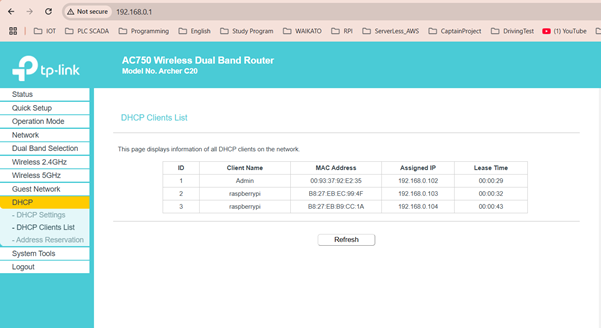 Not secure 192.168.0.1
IOT PLC SCADA Programming English Study Program WAIKATO RPI ServerLess_AWS CaptainProject DrivingTest (1) YouTube
tp-link
AC750 Wireless Dual Band Router
Model No. Archer C20
Status
Quick Setup
Operation Mode
Network
Dual Band Selection
Wireless 2.4GHz
Wireless 5GHz
Guest Network
DHCP
- DHCP Settings
- DHCP Clients List
- Address Reservation
System Tools
Logout
DHCP Clients List
This page displays information of all DHCP clients on the network.
ID Client Name MAC Address Assigned IP Lease Time
1 Admin 00:93:37:92:E2:35 192.168.0.102 00:00:29
2 raspberrypi B8:27:EB:EC:99:4F 192.168.0.103 00:00:32
3 raspberrypi B8:27:EB:B9:CC:1A 192.168.0.104 00:00:43
Refresh